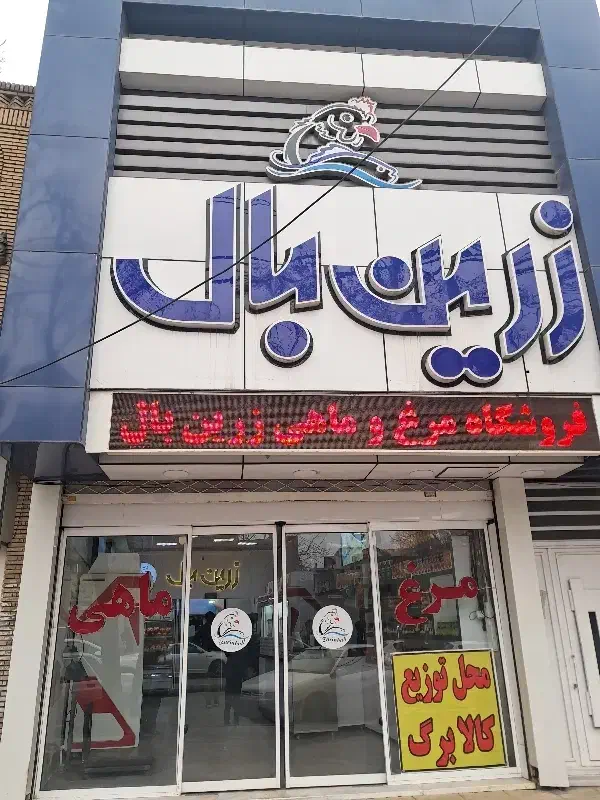 زرین بال
فروشگاه مرغ و ماهی زرین بال
زرین بال
ماهی
مرغ
محل توزیع
کالا برگ